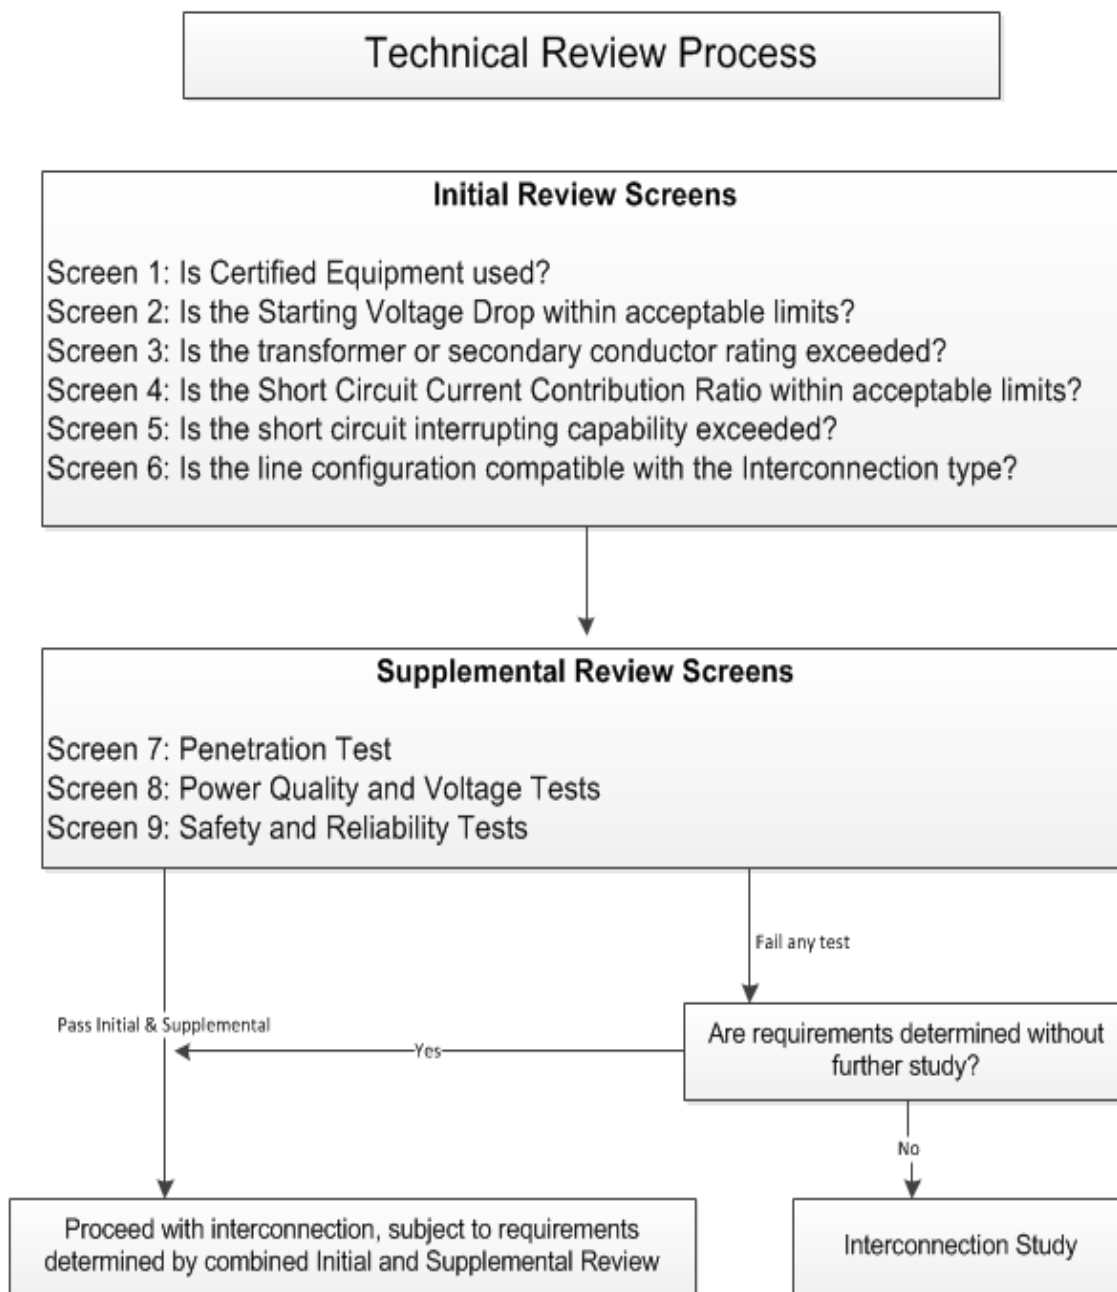 Technical Review Process
Initial Review Screens
Screen 1: Is Certified Equipment used?
Screen 2: Is the Starting Voltage Drop within acceptable limits?
Screen 3: Is the transformer or secondary conductor rating exceeded?
Screen 4: Is the Short Circuit Current Contribution Ratio within acceptable limits?
Screen 5: Is the short circuit interrupting capability exceeded?
Screen 6: Is the line configuration compatible with the Interconnection type?
Supplemental Review Screens
Screen 7: Penetration Test
Screen 8: Power Quality and Voltage Tests
Screen 9: Safety and Reliability Tests
Fail any test
Pass Initial & Supplemental
Are requirements determined without
further study?
Yes
No
Proceed with interconnection, subject to requirements
determined by combined Initial and Supplemental Review
Interconnection Study